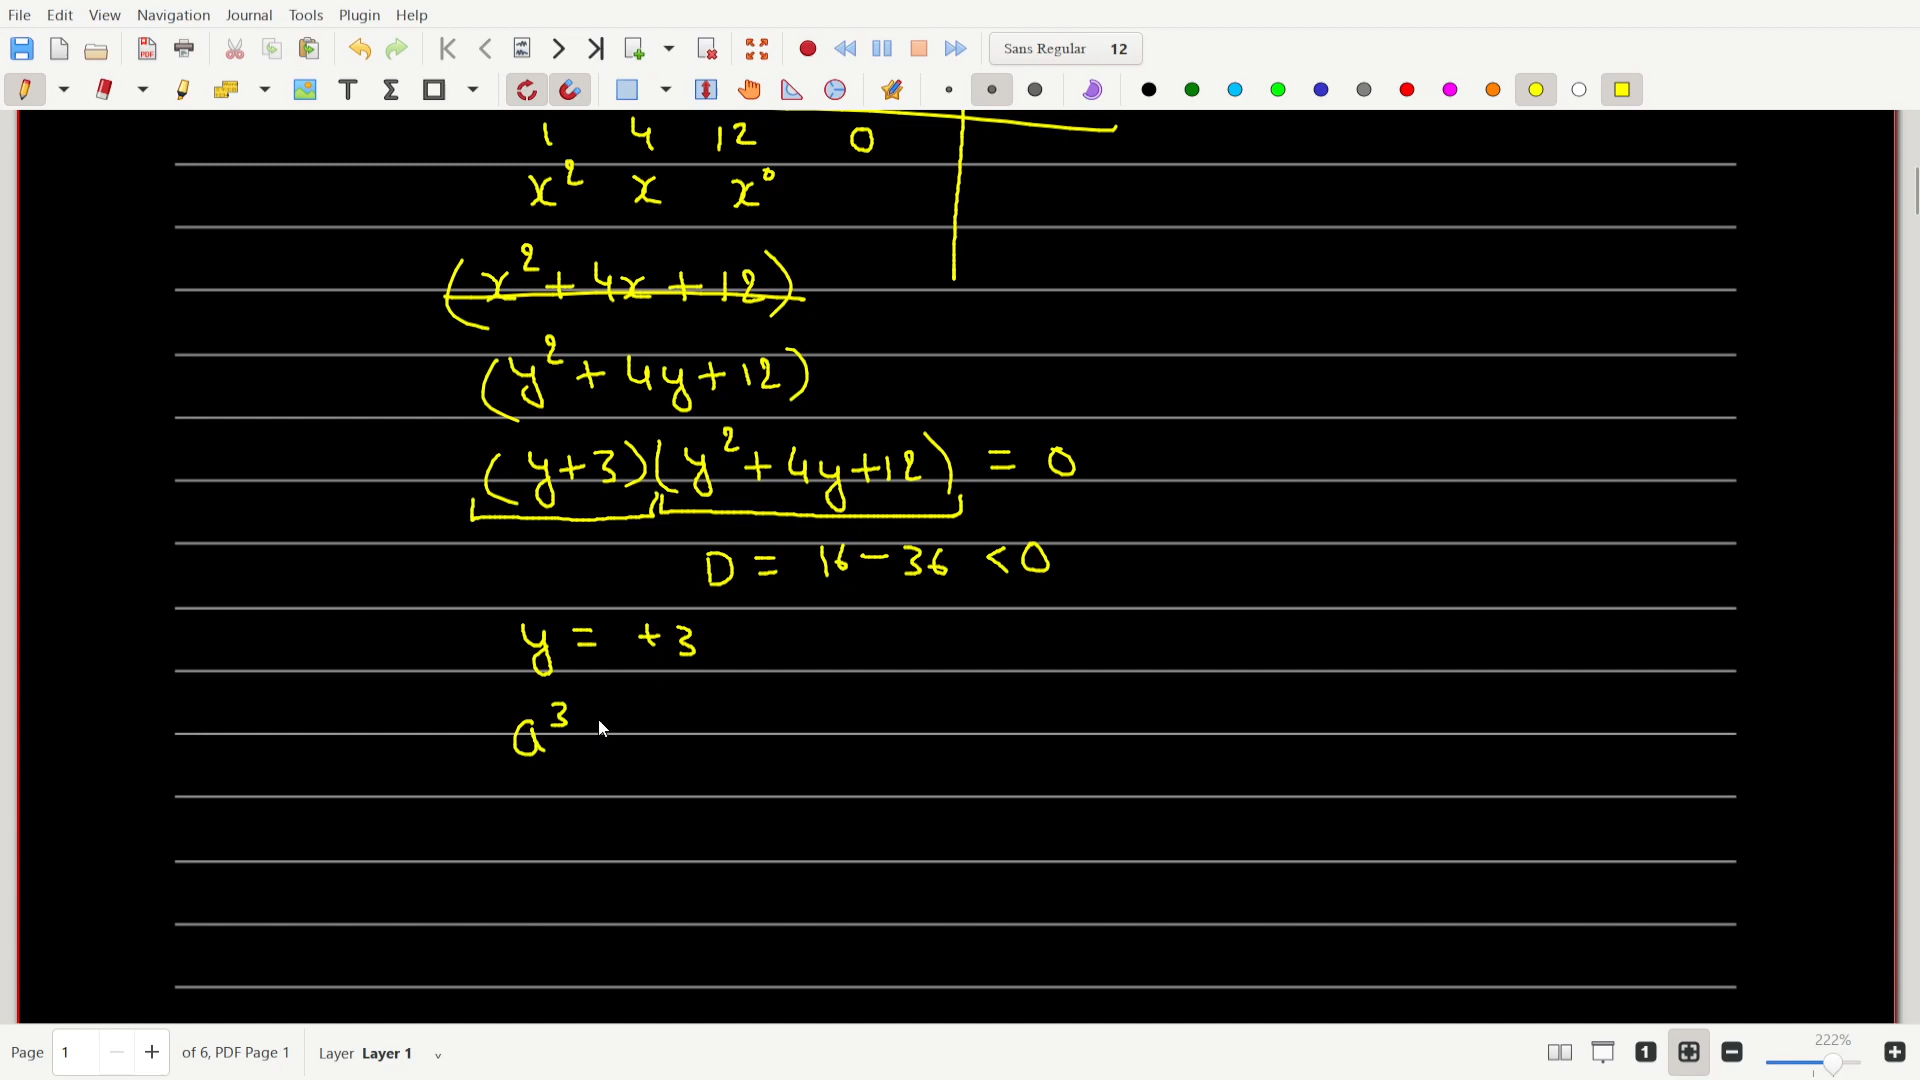 File Edit View Navigation Journal Tools Plugin Help
Sans Regular 12
1 4 12 0
x² x x⁰
(x² + 4x + 12)
(y² + 4y + 12)
(y+3)(y² + 4y + 12) = 0
D = 16 - 36 < 0
y = +3
a³
Page 1 of 6, PDF Page 1 Layer Layer 1 222%